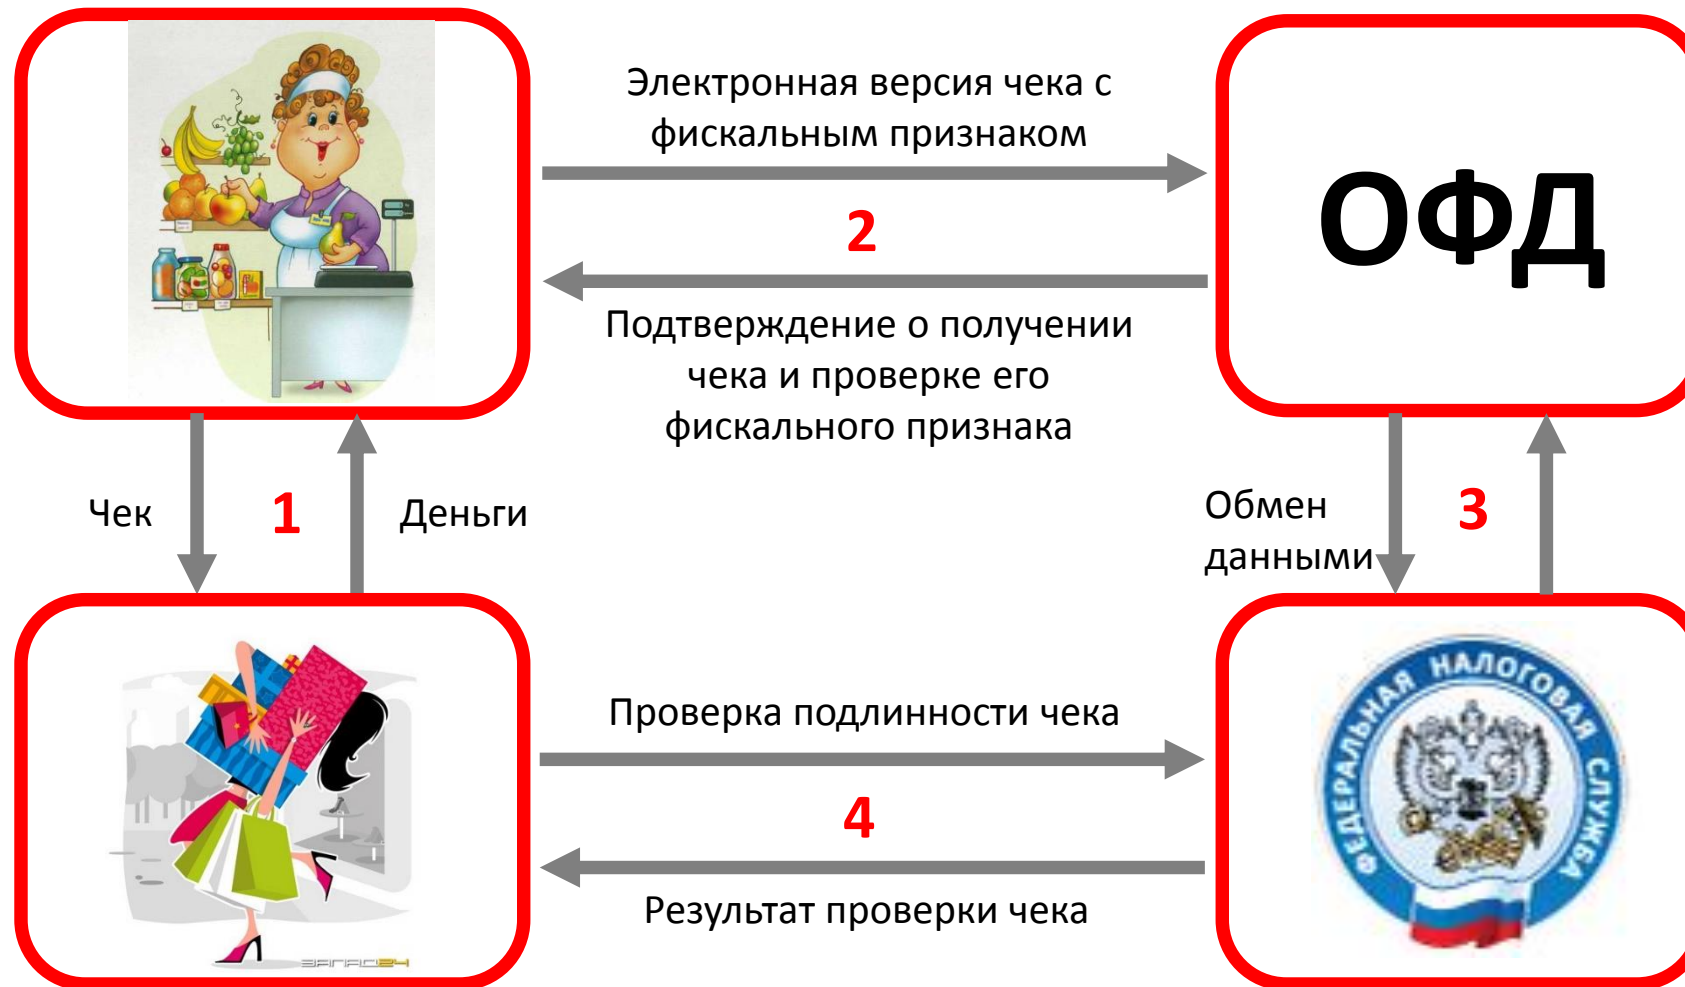 Электронная версия чека с
фискальным признаком
2
ОФД
Подтверждение о получении
чека и проверке его
фискального признака
Чек
1
Деньги
Обмен
данными
3
Проверка подлинности чека
4
Результат проверки чека
ФЕДЕРАЛЬНАЯ НАЛОГОВАЯ СЛУЖБА
ЗАПАС24